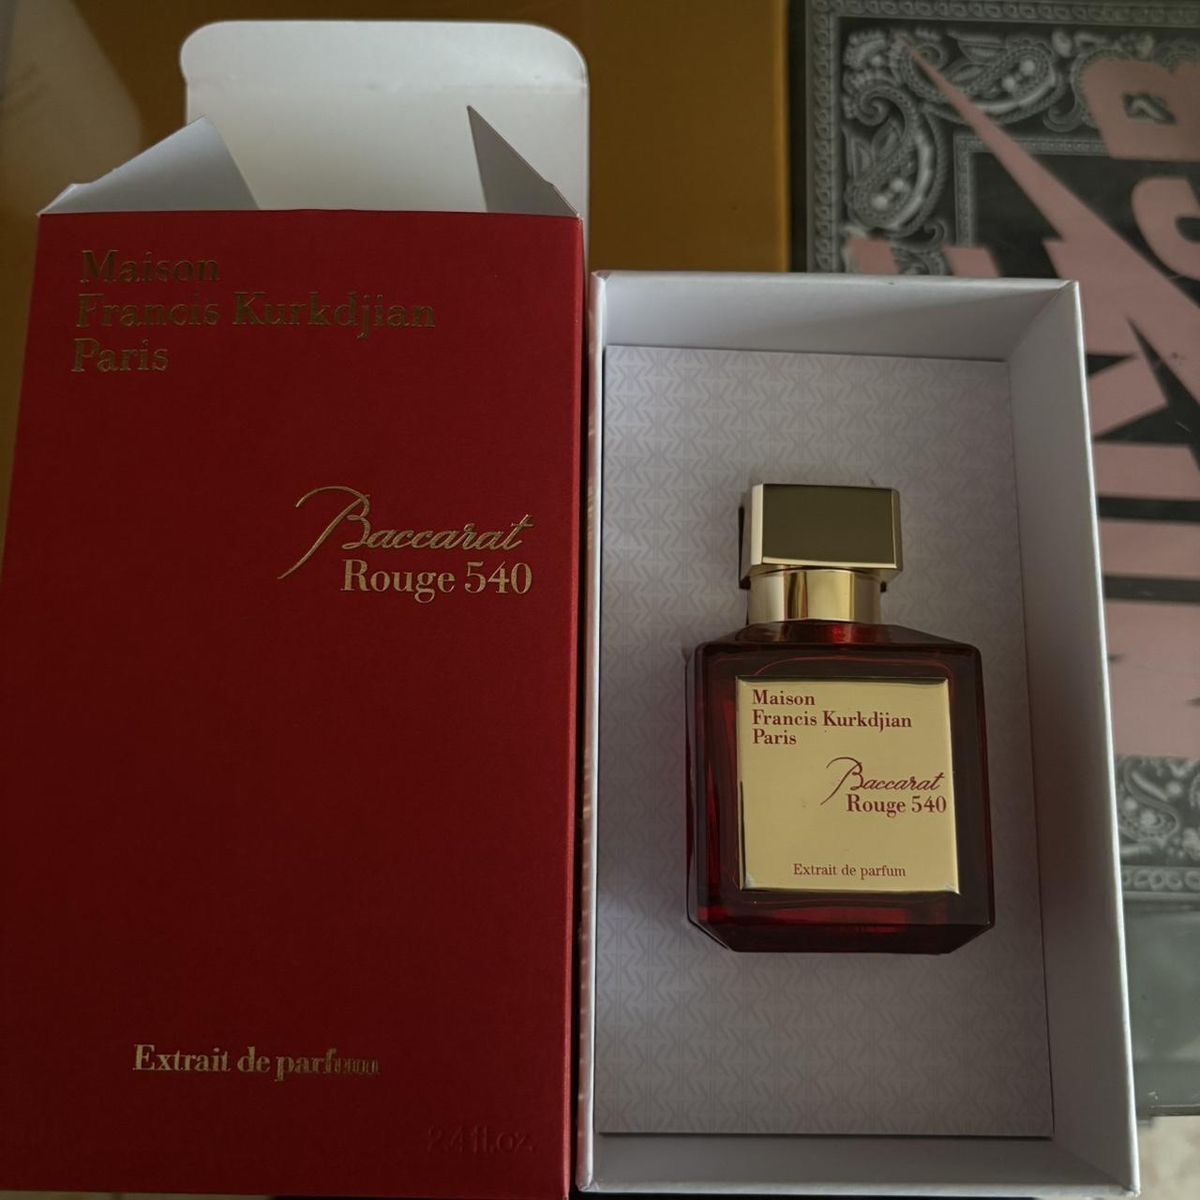 Maison
Francis Kurkdjian
Paris
Baccarat
Rouge 540
Extrait de parfum
2.4 fl.oz.
Maison
Francis Kurkdjian
Paris
Baccarat
Rouge 540
Extrait de parfum